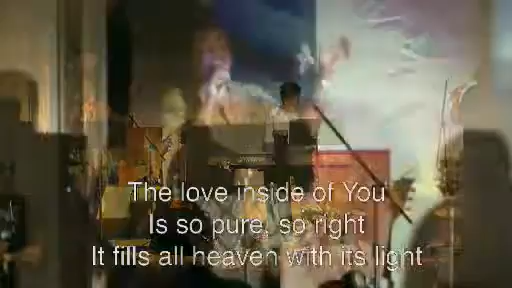 The love inside of You
Is so pure, so right
It fills all heaven with its light